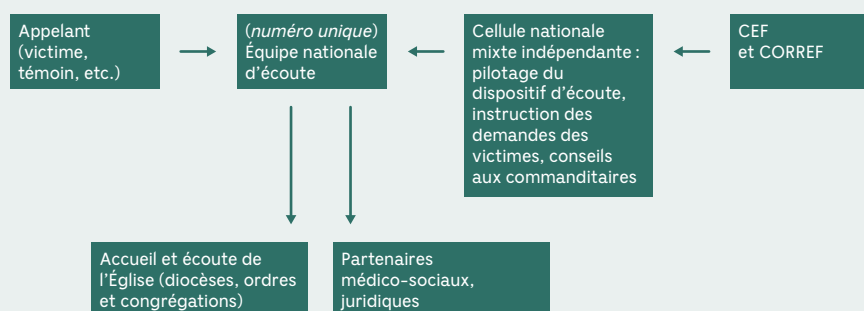 Appelant
(victime,
témoin, etc.)
(numéro unique)
Équipe nationale
d'écoute
Cellule nationale
mixte indépendante :
pilotage du
dispositif d'écoute,
instruction des
demandes des
victimes, conseils
aux commanditaires
CEF
et CORREF
Accueil et écoute de
l'Église (diocèses, ordres
et congrégations)
Partenaires
médico-sociaux,
juridiques